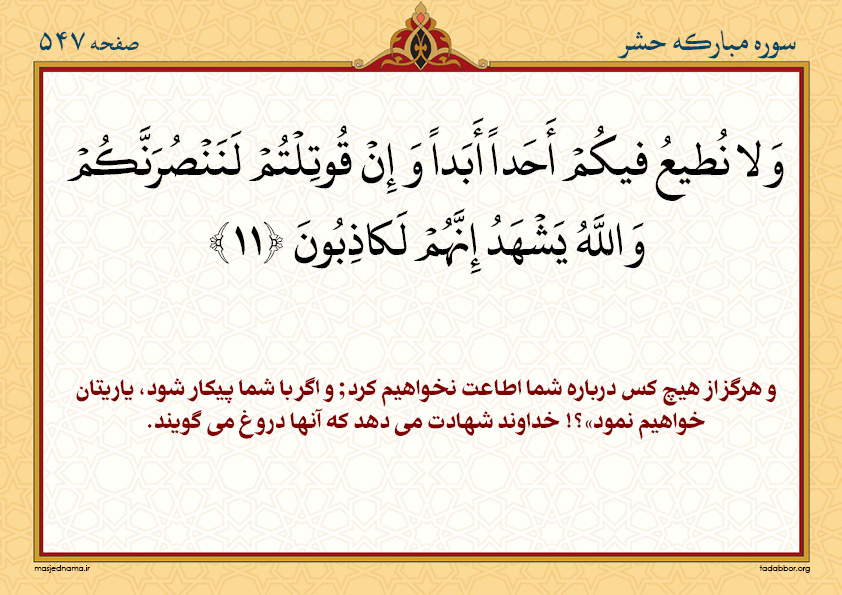 سوره مبارکه حشر
صفحه ۵۴۷
وَ لا نُطيعُ فيكُمْ أَحَداً أَبَداً وَ إِنْ قُوتِلْتُمْ لَنَنْصُرَنَّكُمْ
وَ اللَّهُ يَشْهَدُ إِنَّهُمْ لَكاذِبُونَ ﴿۱۱﴾
و هرگز از هیچ کس درباره شما اطاعت نخواهیم کرد; و اگر با شما پیکار شود، یاریتان
خواهیم نمود»؟! خداوند شهادت می دهد که آنها دروغ می گویند.
masjednama.ir
tadabbor.org